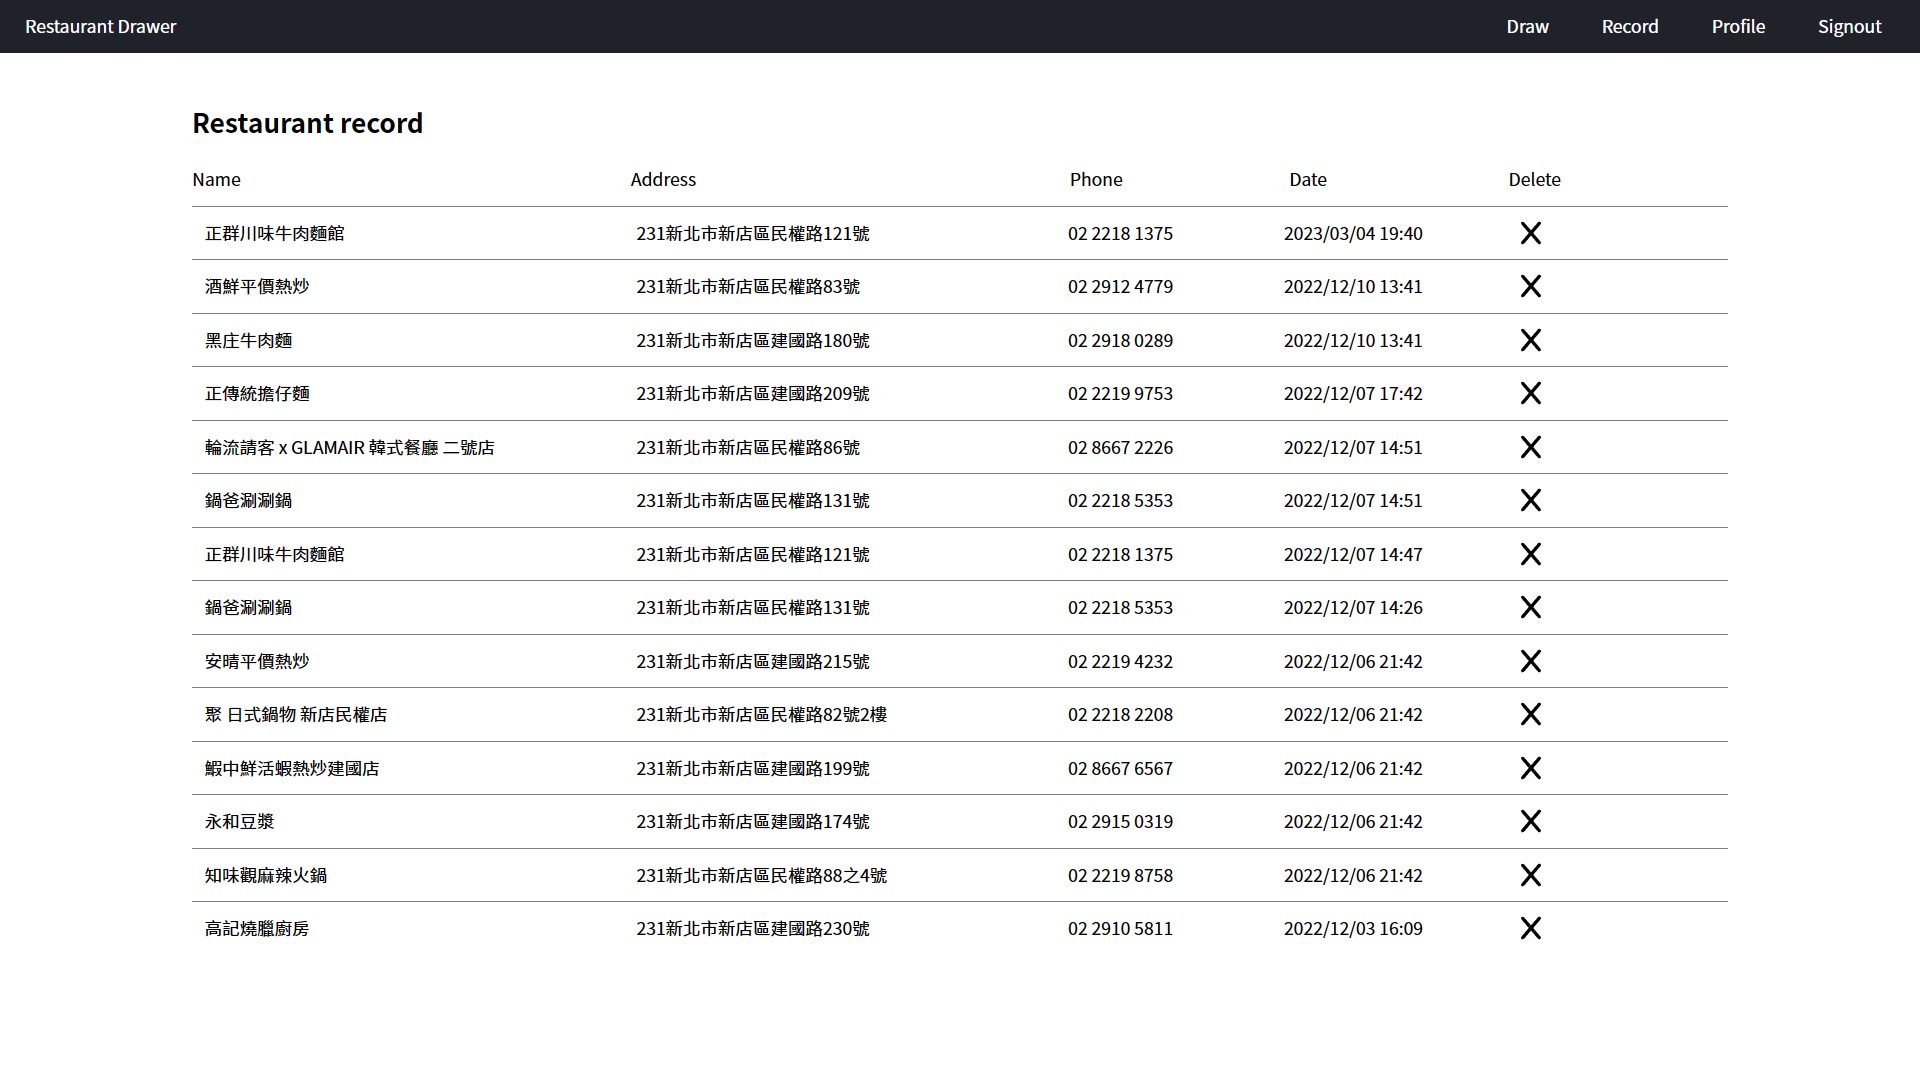 Restaurant Drawer Draw Record Profile Signout
Restaurant record
Name Address Phone Date Delete
正群川味牛肉麵館 231新北市新店區民權路121號 02 2218 1375 2023/03/04 19:40
酒鮮平價熱炒 231新北市新店區民權路83號 02 2912 4779 2022/12/10 13:41
黑庄牛肉麵 231新北市新店區建國路180號 02 2918 0289 2022/12/10 13:41
正傳統擔仔麵 231新北市新店區建國路209號 02 2219 9753 2022/12/07 17:42
輪流請客 x GLAMAIR 韓式餐廳 二號店 231新北市新店區民權路86號 02 8667 2226 2022/12/07 14:51
鍋爸涮涮鍋 231新北市新店區民權路131號 02 2218 5353 2022/12/07 14:51
正群川味牛肉麵館 231新北市新店區民權路121號 02 2218 1375 2022/12/07 14:47
鍋爸涮涮鍋 231新北市新店區民權路131號 02 2218 5353 2022/12/07 14:26
安晴平價熱炒 231新北市新店區建國路215號 02 2219 4232 2022/12/06 21:42
聚 日式鍋物 新店民權店 231新北市新店區民權路82號2樓 02 2218 2208 2022/12/06 21:42
鰕中鮮活蝦熱炒建國店 231新北市新店區建國路199號 02 8667 6567 2022/12/06 21:42
永和豆漿 231新北市新店區建國路174號 02 2915 0319 2022/12/06 21:42
知味觀麻辣火鍋 231新北市新店區民權路88之4號 02 2219 8758 2022/12/06 21:42
高記燒臘廚房 231新北市新店區建國路230號 02 2910 5811 2022/12/03 16:09